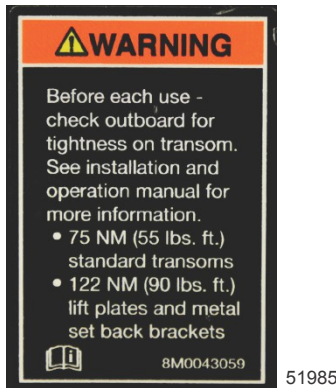 WARNING
Before each use -
check outboard for
tightness on transom.
See installation and
operation manual for
more information.
• 75 NM (55 lbs. ft.)
standard transoms
• 122 NM (90 lbs. ft.)
lift plates and metal
set back brackets
8M0043059
51985